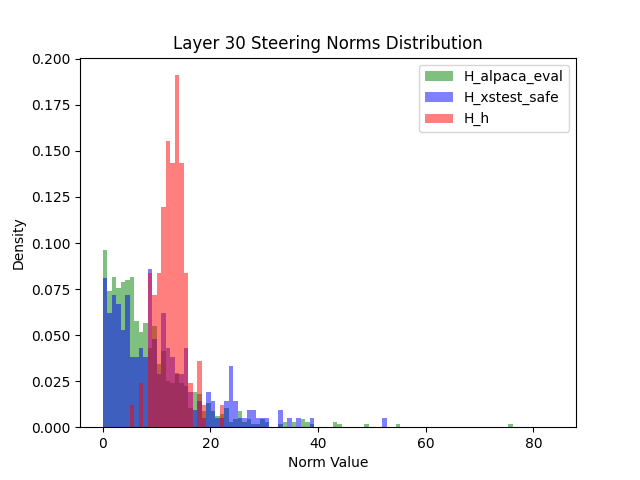 Layer 30 Steering Norms Distribution
H_alpaca_eval
H_xstest_safe
H_h
0.200
0.175
0.150
0.125
0.100
0.075
0.050
0.025
0.000
Density
0
20
40
60
80
Norm Value